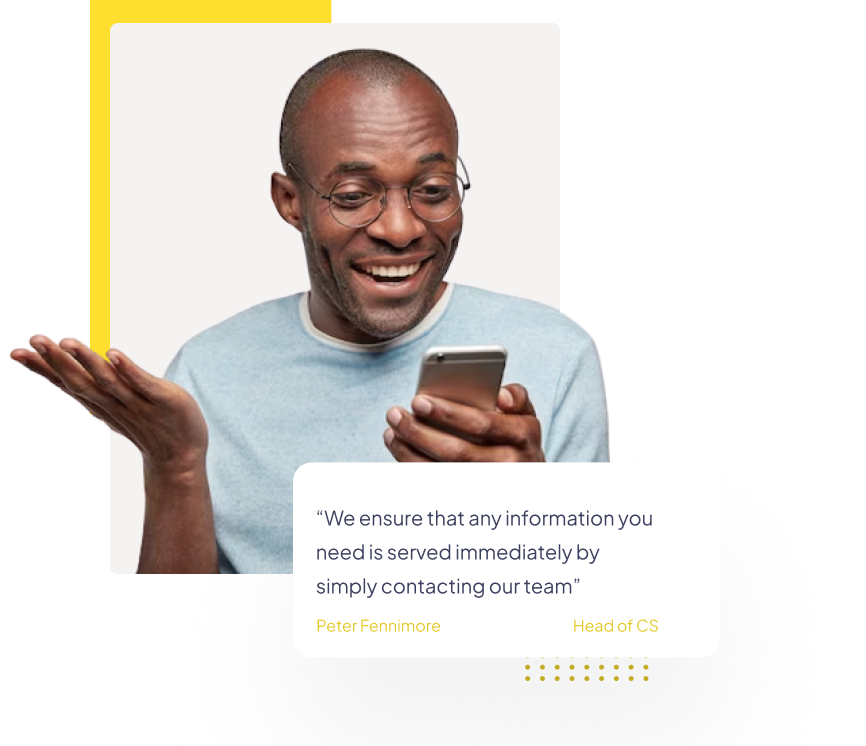 “We ensure that any information you
need is served immediately by
simply contacting our team”
Peter Fennimore Head of CS